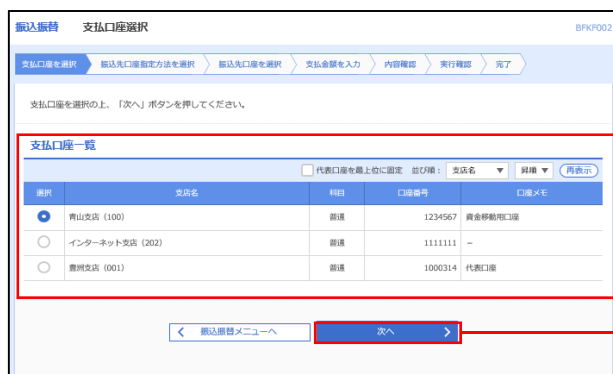 振込振替 支払口座選択 BFKF002
支払口座を選択 振込先口座指定方法を選択 振込先口座を選択 支払金額を入力 内容確認 実行確認 完了
支払口座を選択の上、「次へ」ボタンを押してください。
支払口座一覧
代表口座を最上位に固定 並び順： 支店名 ▼ 昇順 ▼ 再表示
選択 支店名 科目 口座番号 口座メモ
青山支店（100） 普通 1234567 資金移動用口座
インターネット支店（202） 普通 1111111 －
豊洲支店（001） 普通 1000314 代表口座
振込振替メニューへ 次へ